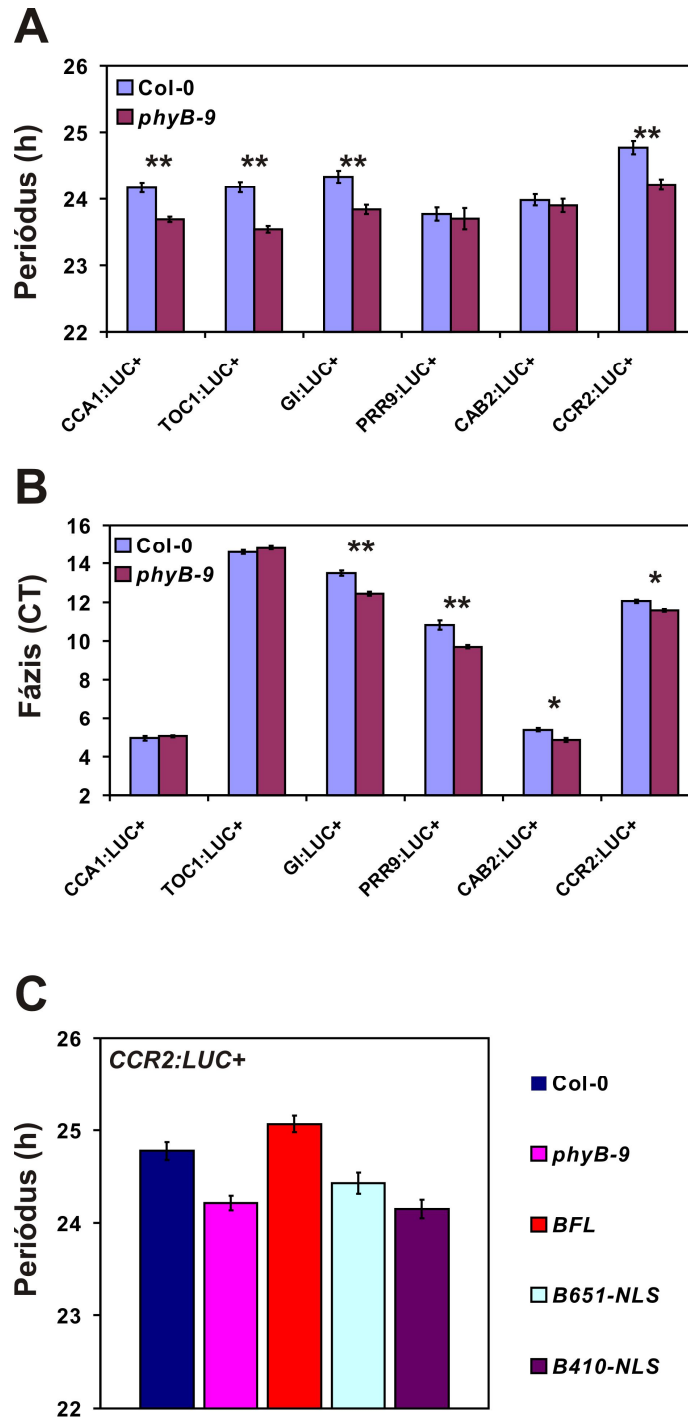 A
Periódus (h)
26
25
24
23
22
Col-0
phyB-9
**
**
**
**
CCA1:LUC+
TOC1:LUC+
GI:LUC+
PRR9:LUC+
CAB2:LUC+
CCR2:LUC+
B
Fázis (CT)
16
14
12
10
8
6
4
2
Col-0
phyB-9
**
**
*
*
CCA1:LUC+
TOC1:LUC+
GI:LUC+
PRR9:LUC+
CAB2:LUC+
CCR2:LUC+
C
Periódus (h)
26
25
24
23
22
CCR2:LUC+
Col-0
phyB-9
BFL
B651-NLS
B410-NLS